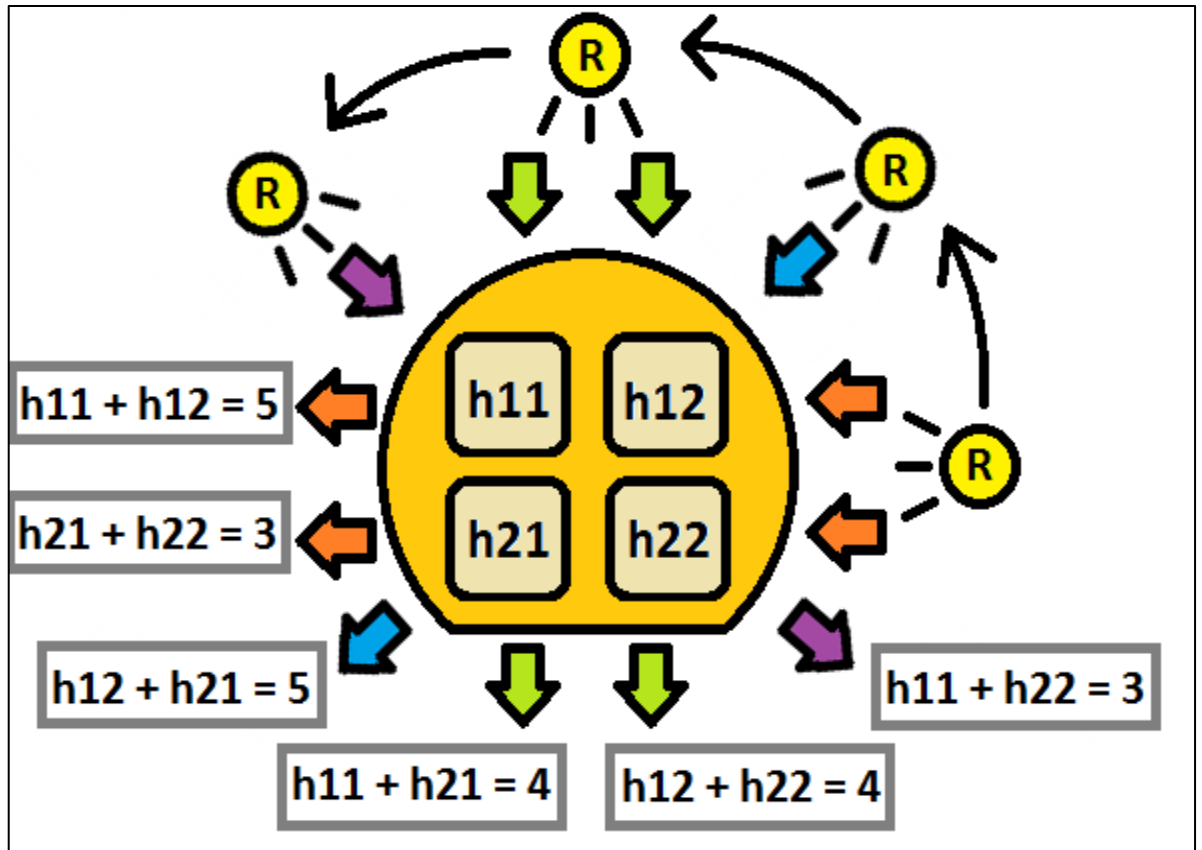 R
R
R
R
h11 + h12 = 5
h11
h12
h21 + h22 = 3
h21
h22
h12 + h21 = 5
h11 + h22 = 3
h11 + h21 = 4
h12 + h22 = 4